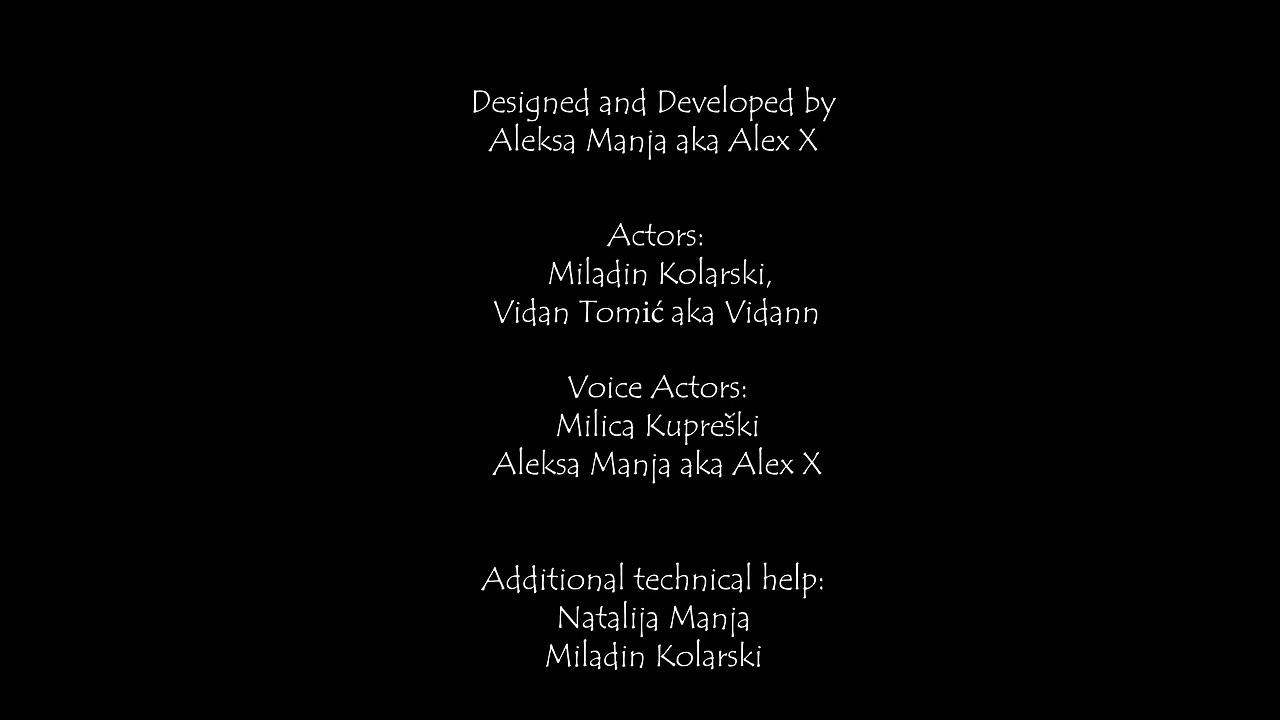 Designed and Developed by
Aleksa Manja aka Alex X
Actors:
Miladin Kolarski,
Vidan Tomić aka Vidann
Voice Actors:
Milica Kupreški
Aleksa Manja aka Alex X
Additional technical help:
Natalija Manja
Miladin Kolarski